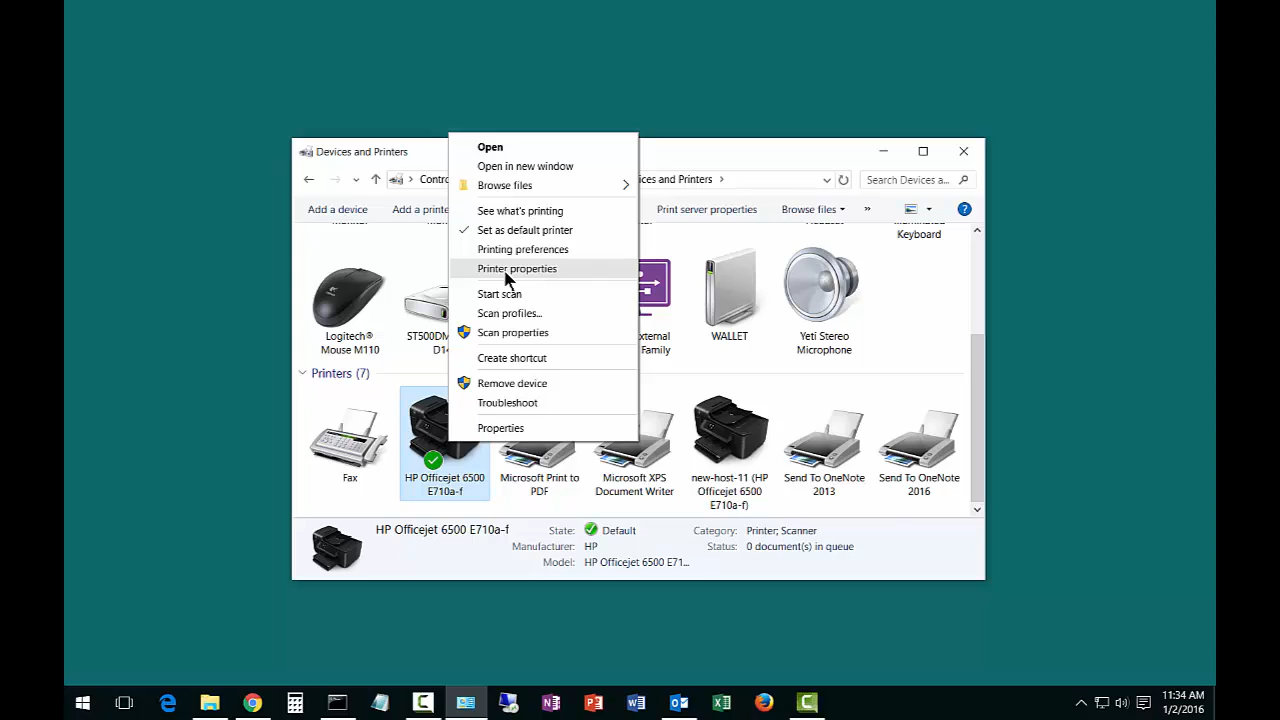 Devices and Printers
Open
Open in new window
Browse files
See what's printing
Set as default printer
Printing preferences
Printer properties
Start scan
Scan profiles...
Scan properties
Create shortcut
Remove device
Troubleshoot
Properties
Contro
ices and Printers
Search Devices a...
Add a device
Add a printe
Print server properties
Browse files
»
Illuminated
Keyboard
Logitech®
Mouse M110
ST500DM
D14
xternal
Family
WALLET
Yeti Stereo
Microphone
Printers (7)
Fax
HP Officejet 6500
E710a-f
Microsoft Print to
PDF
Microsoft XPS
Document Writer
new-host-11 (HP
Officejet 6500
E710a-f)
Send To OneNote
2013
Send To OneNote
2016
HP Officejet 6500 E710a-f
State: Default
Manufacturer: HP
Model: HP Officejet 6500 E71...
Category: Printer; Scanner
Status: 0 document(s) in queue
11:34 AM
1/2/2016